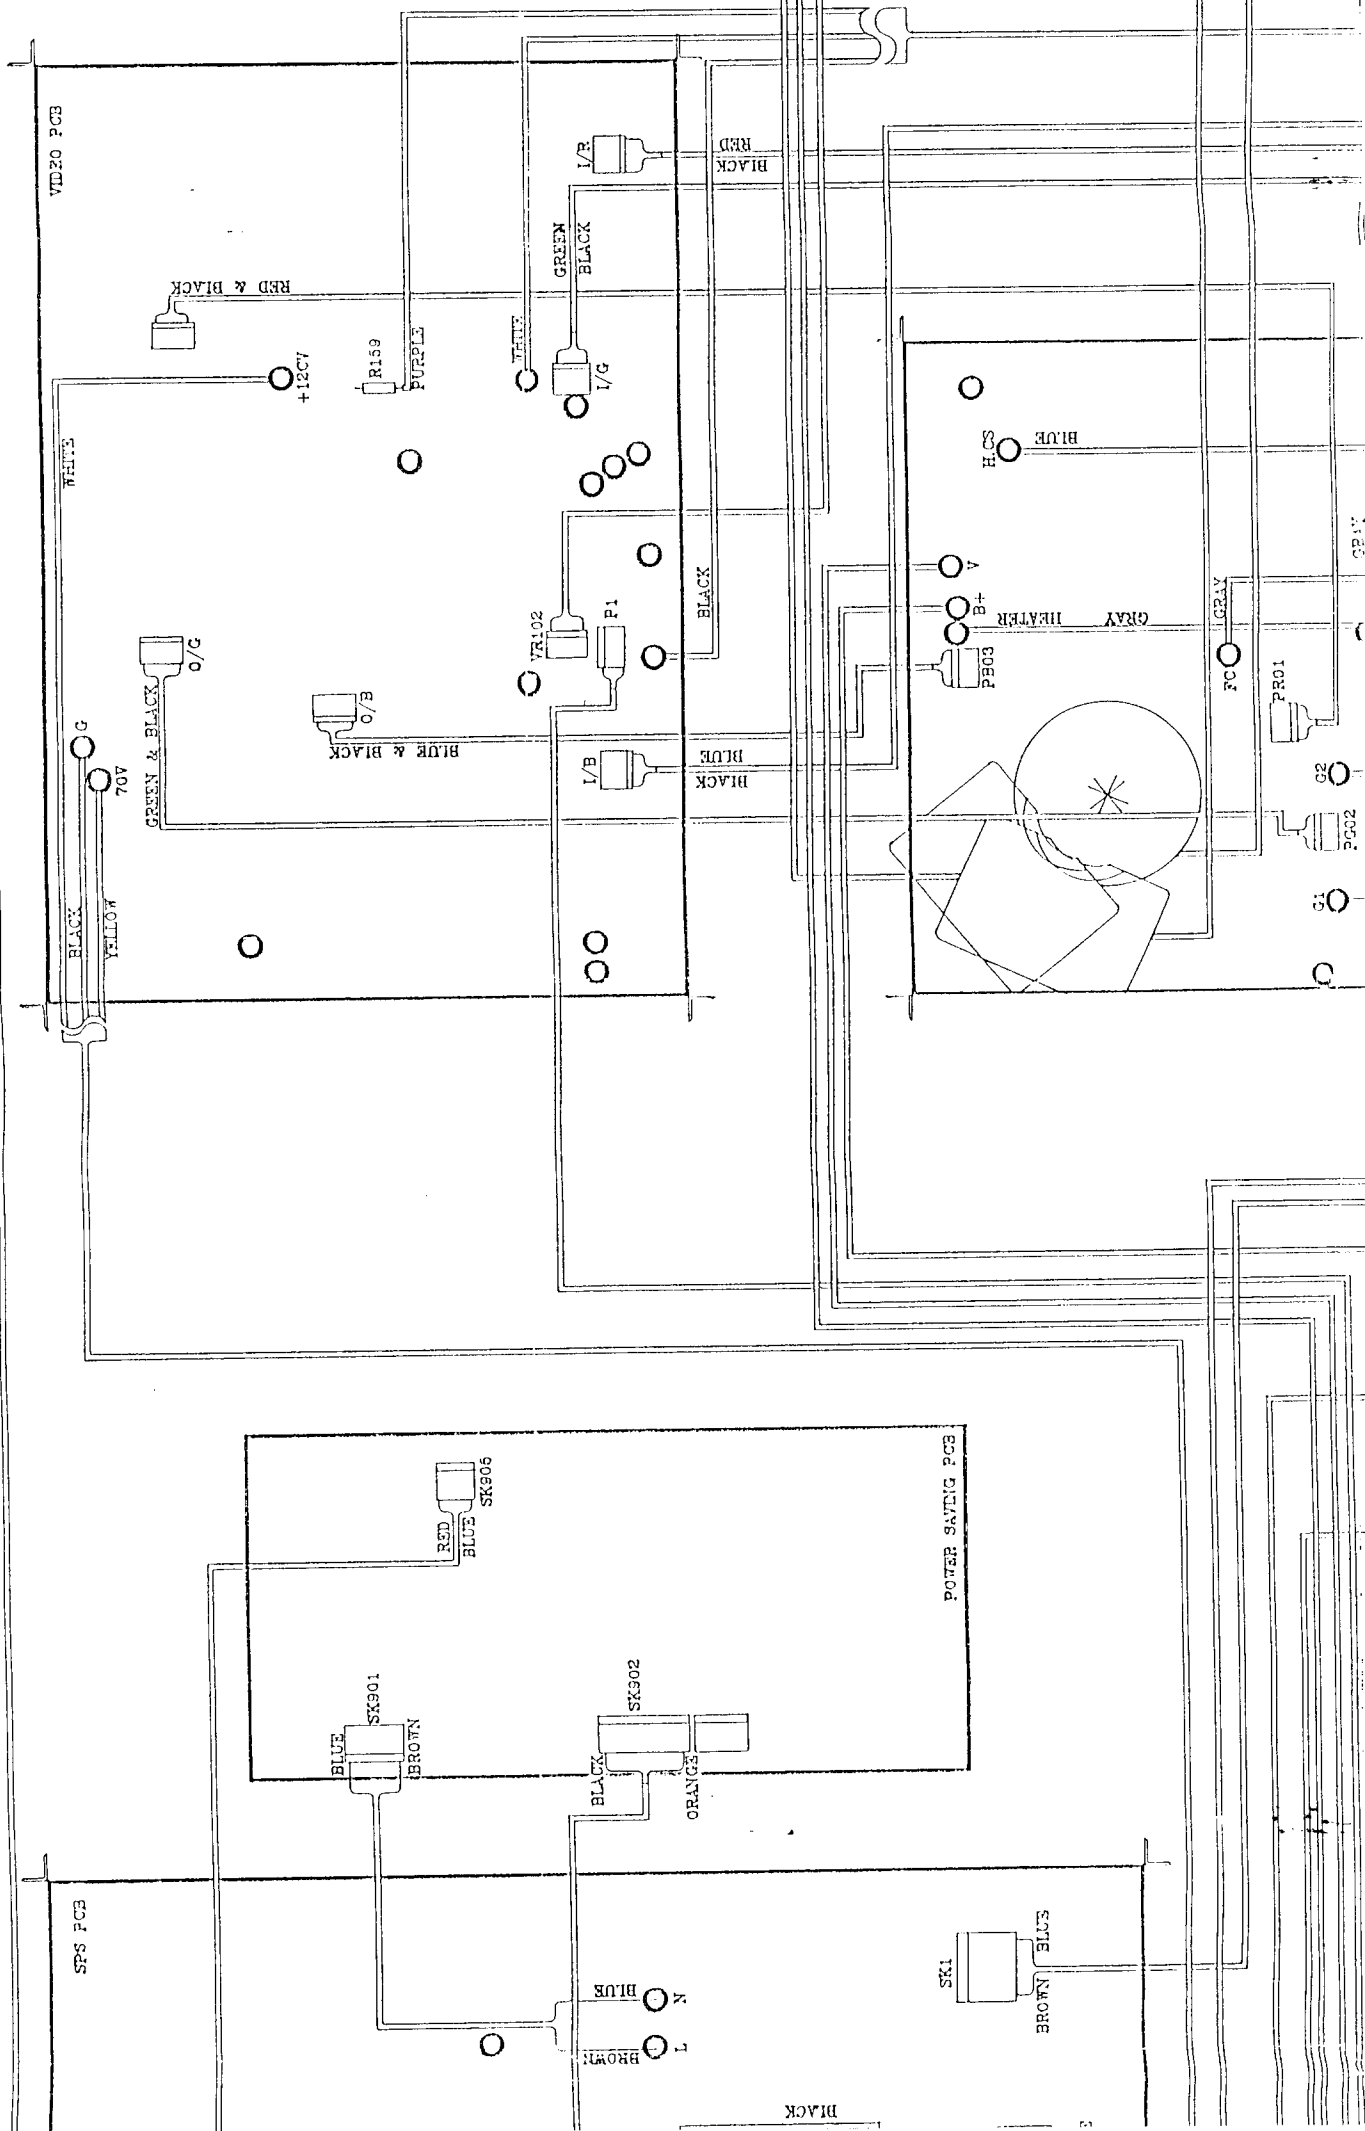 VIDEO PCB
I/R
RED
BLACK
GREEN
BLACK
RED & BLACK
+12CV
R159
PURPLE
WHITE
I/G
WHITE
H.CS
BLUE
BLACK
V
B+
HEATER
GRAY
GRAY
P1
VR102
PB03
FC
PR01
O/G
O/B
GREEN & BLACK
BLUE & BLACK
G
70V
I/B
BLUE
BLACK
G2
PG02
BLACK
YELLOW
G1
POWER SAVING PCB
SK905
RED
BLUE
SK901
BLUE
BROWN
SK902
BLACK
ORANGE
SPS PCB
SK1
BLUE
BROWN
BLUE
N
BROWN
L
BLACK